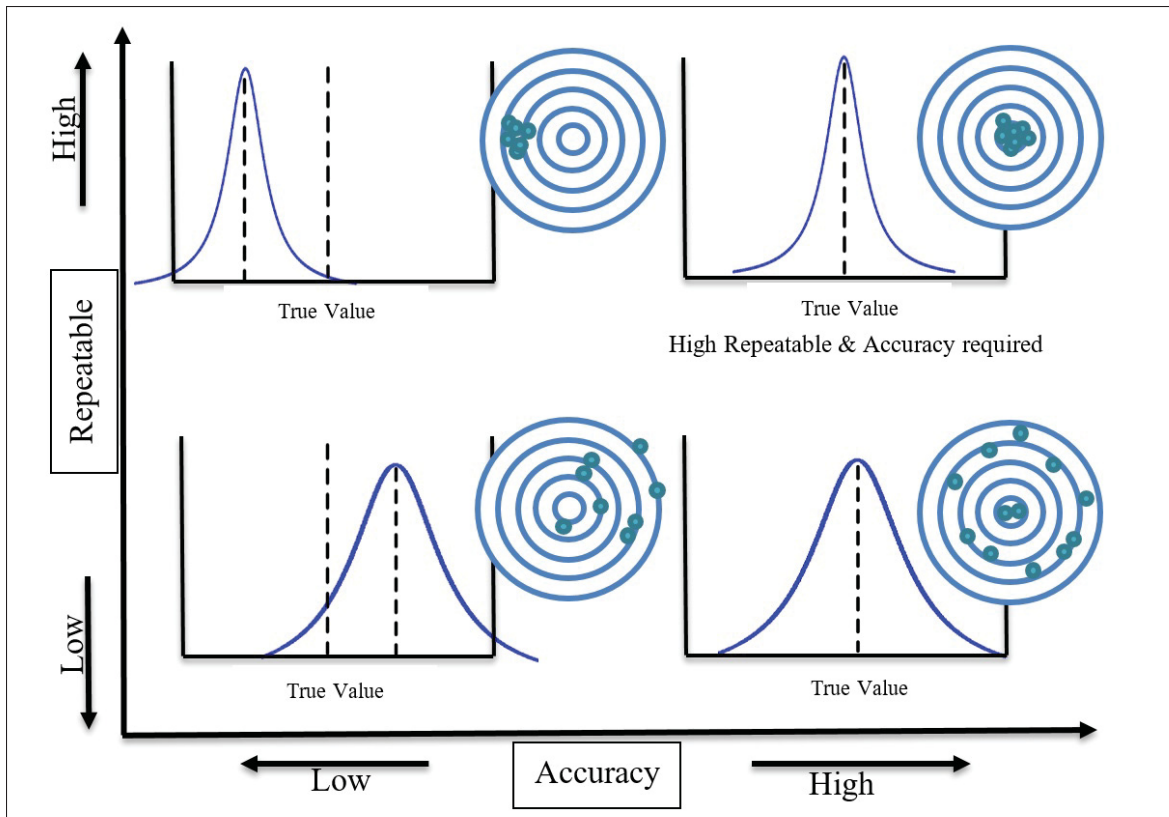 High
Repeatable
Low
True Value
True Value
High Repeatable & Accuracy required
True Value
True Value
Low
Accuracy
High